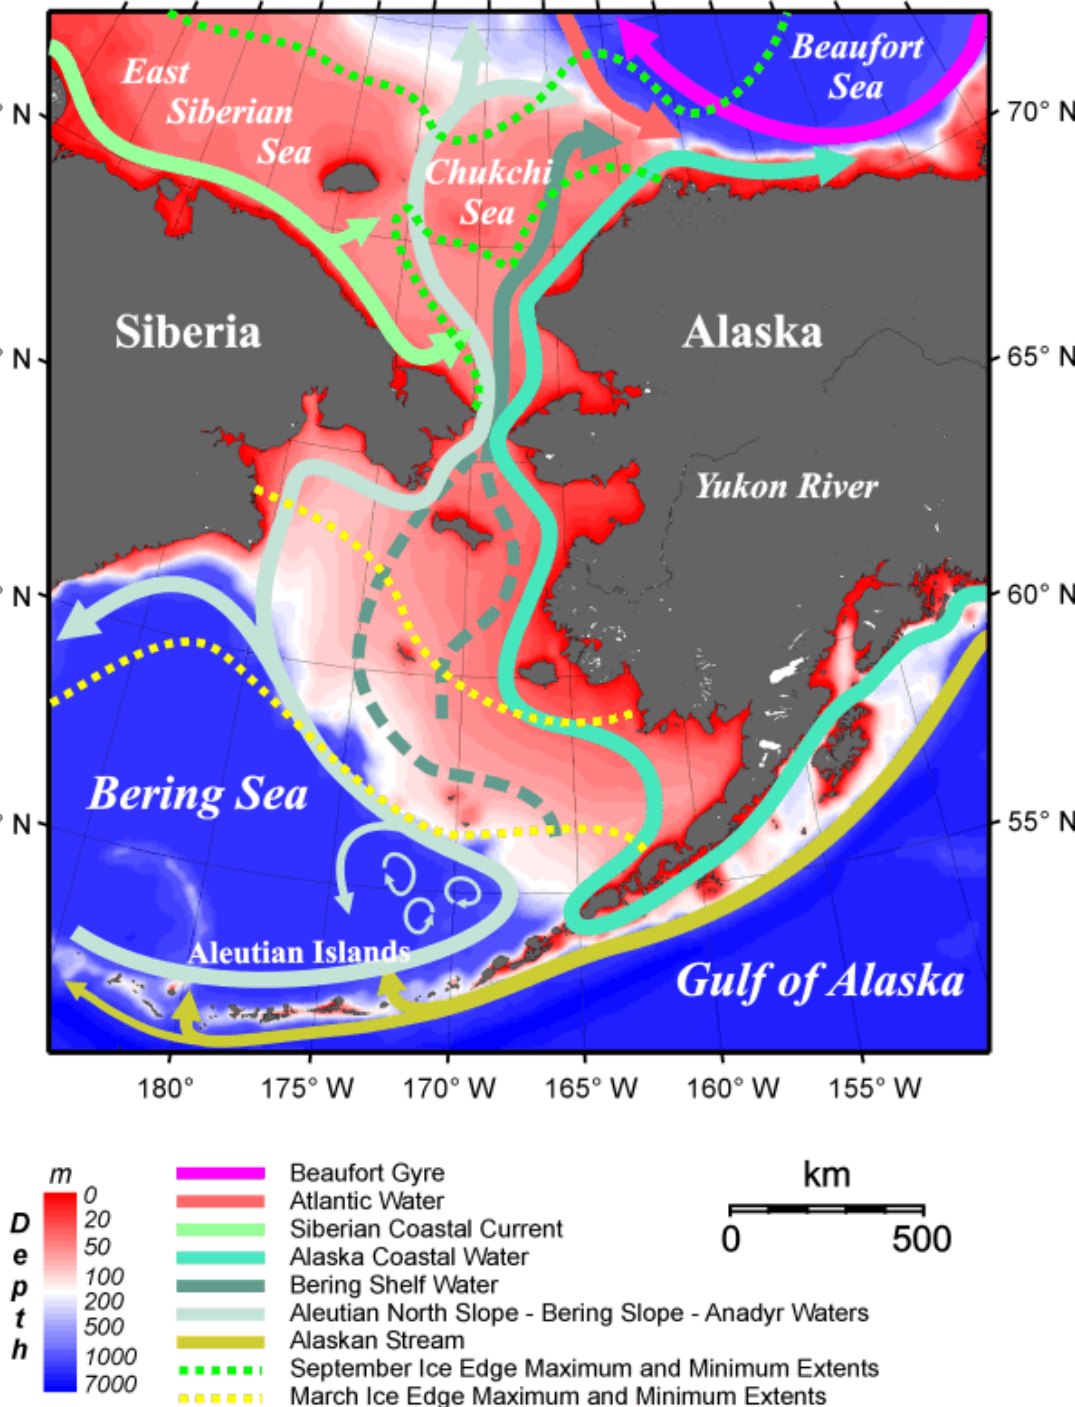 East
Siberian
Sea
Beaufort
Sea
° N
70° N
Chukchi
Sea
Siberia
Alaska
° N
65° N
Yukon River
° N
60° N
Bering Sea
° N
55° N
Aleutian Islands
Gulf of Alaska
180° 175° W 170° W 165° W 160° W 155° W
m
Depth
0
20
50
100
200
500
1000
7000
Beaufort Gyre
Atlantic Water
Siberian Coastal Current
Alaska Coastal Water
Bering Shelf Water
Aleutian North Slope - Bering Slope - Anadyr Waters
Alaskan Stream
September Ice Edge Maximum and Minimum Extents
March Ice Edge Maximum and Minimum Extents
km
0 500